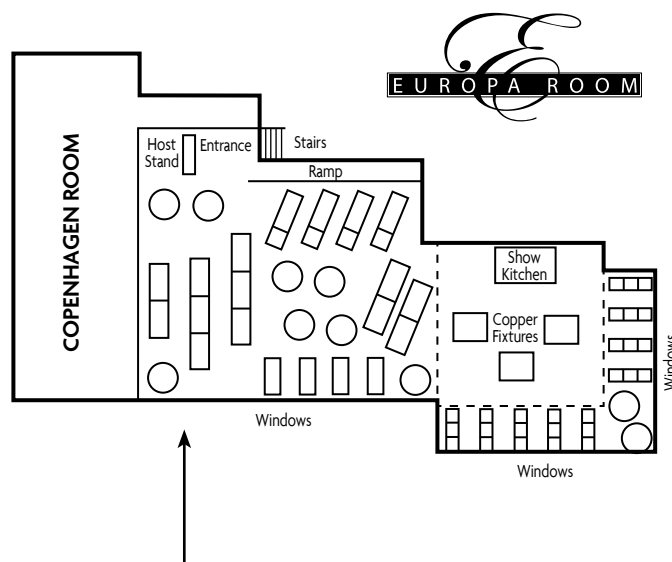 E
EUROPA ROOM
COPENHAGEN ROOM
Host
Stand
Entrance
Stairs
Ramp
Show
Kitchen
Copper
Fixtures
Windows
Windows
Windows